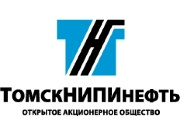 ТомскНИПИнефть
ОТКРЫТОЕ АКЦИОНЕРНОЕ ОБЩЕСТВО